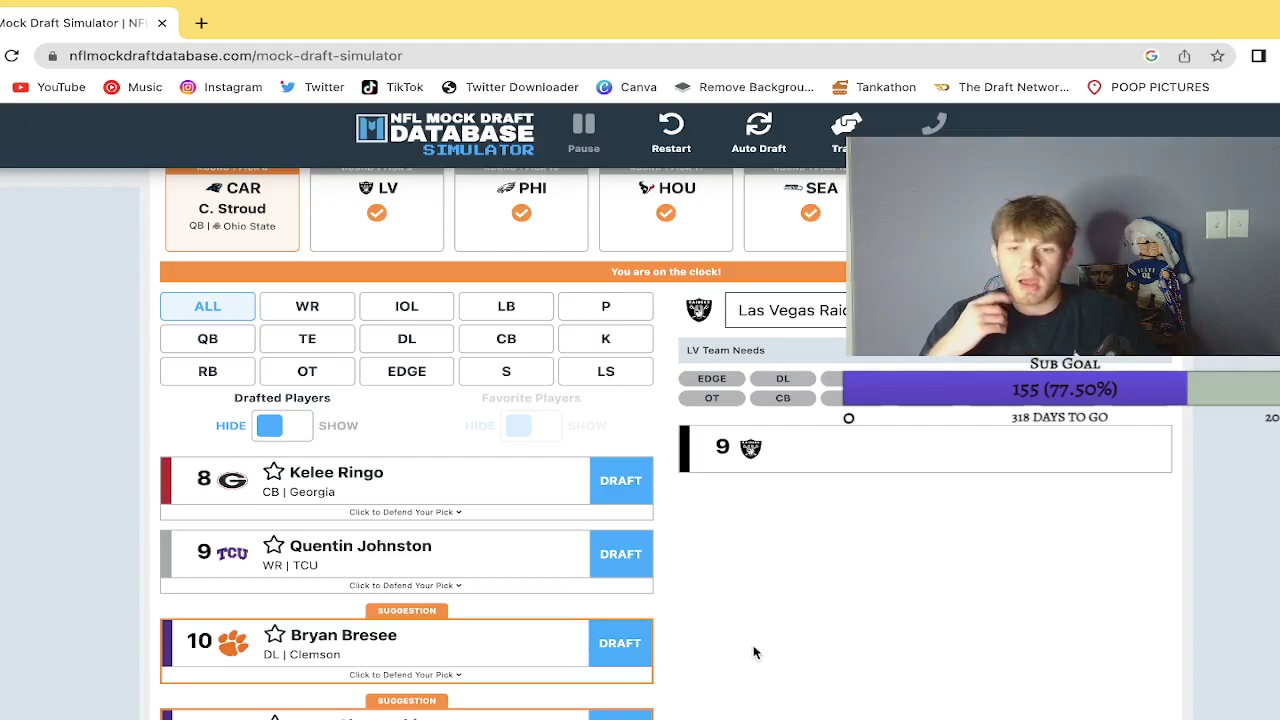 Mock Draft Simulator | NF
nflmockdraftdatabase.com/mock-draft-simulator
YouTube Music Instagram Twitter TikTok Twitter Downloader Canva Remove Backgrou... Tankathon The Draft Networ... POOP PICTURES
NFL MOCK DRAFT
DATABASE
SIMULATOR
Pause Restart Auto Draft Tra
CAR LV PHI HOU SEA
C. Stroud
QB | Ohio State
You are on the clock!
ALL WR IOL LB P
QB TE DL CB K
RB OT EDGE S LS
Drafted Players Favorite Players
HIDE SHOW HIDE SHOW
Las Vegas Raid
LV Team Needs
EDGE DL
OT CB
Sub Goal
155 (77.50%)
318 DAYS TO GO
20
9
8 Kelee Ringo DRAFT
CB | Georgia
Click to Defend Your Pick
9 TCU Quentin Johnston DRAFT
WR | TCU
Click to Defend Your Pick
SUGGESTION
10 Bryan Bresee DRAFT
DL | Clemson
Click to Defend Your Pick
SUGGESTION